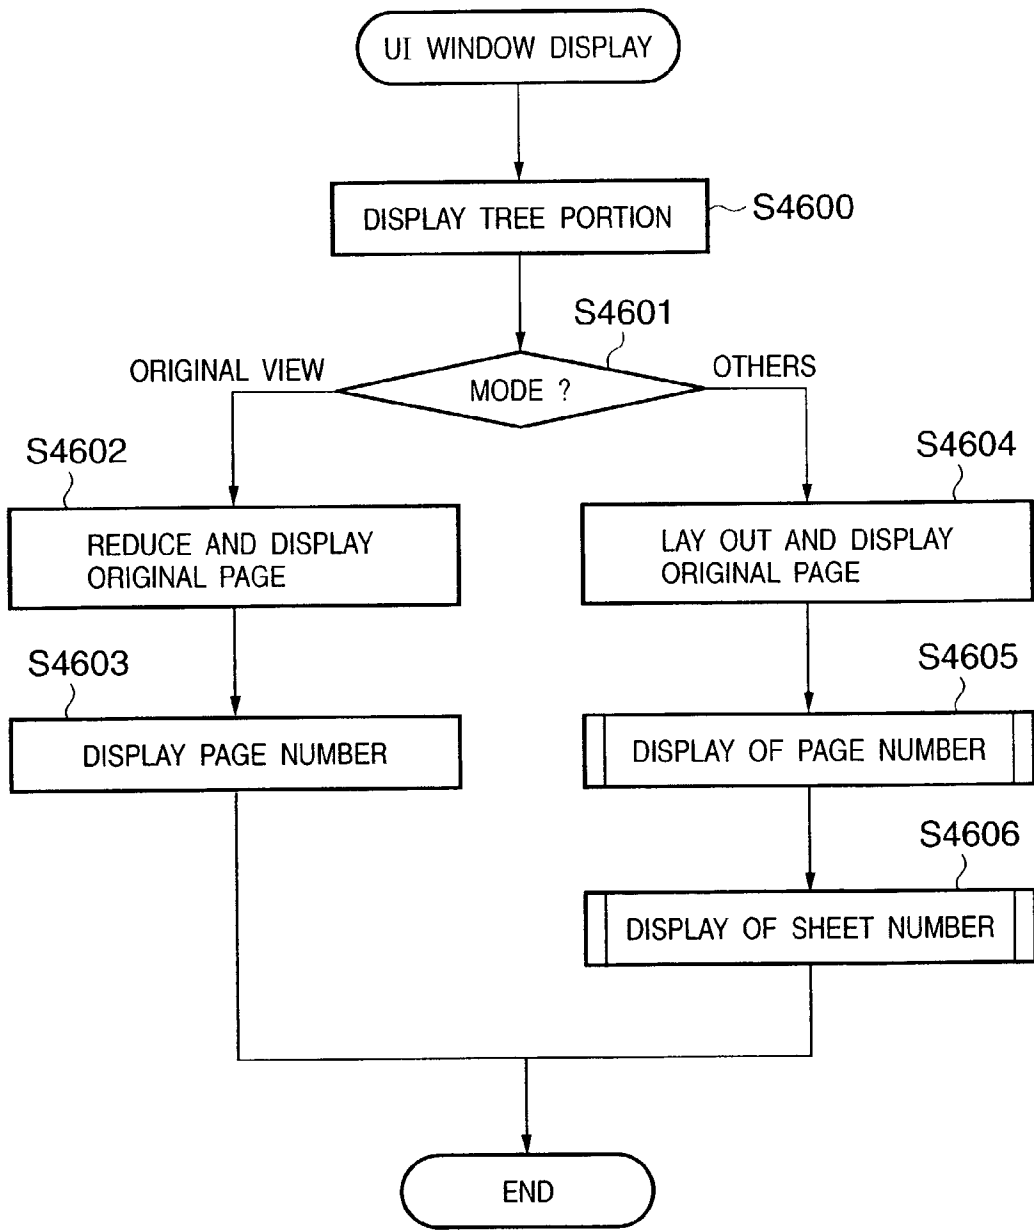 UI WINDOW DISPLAY
DISPLAY TREE PORTION
S4600
S4601
MODE ?
ORIGINAL VIEW
OTHERS
S4602
REDUCE AND DISPLAY
ORIGINAL PAGE
S4603
DISPLAY PAGE NUMBER
S4604
LAY OUT AND DISPLAY
ORIGINAL PAGE
S4605
DISPLAY OF PAGE NUMBER
S4606
DISPLAY OF SHEET NUMBER
END